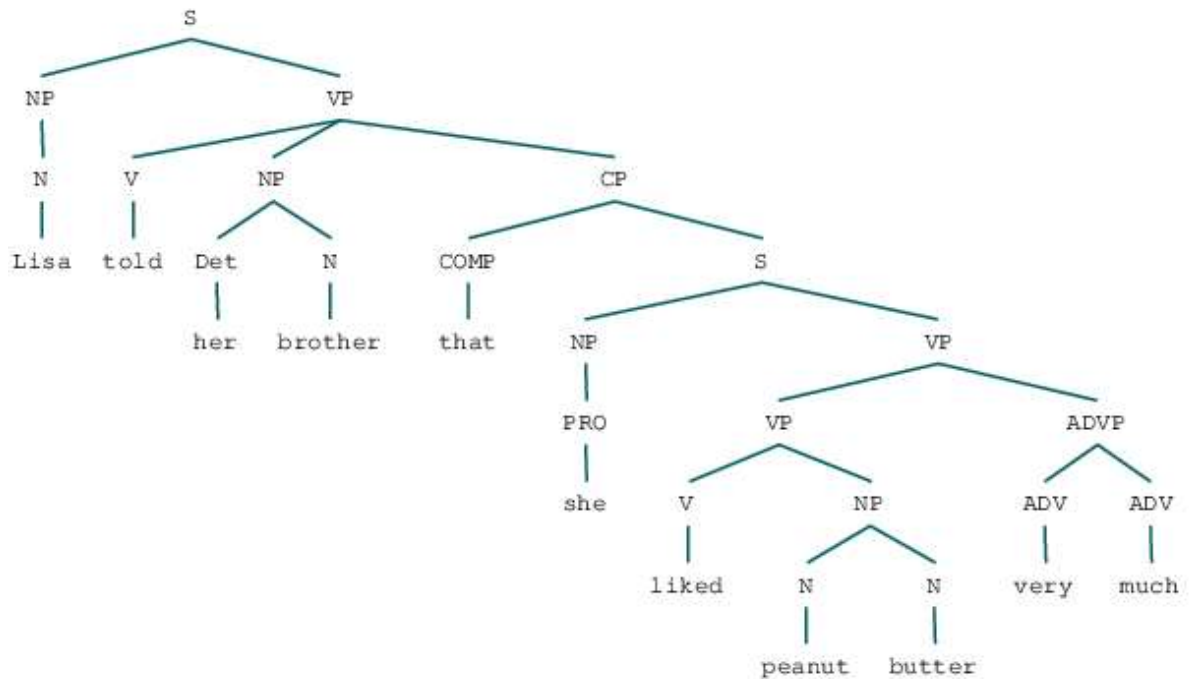 S
NP VP
N V NP CP
Lisa told Det N COMP S
her brother that NP VP
PRO VP ADVP
she V NP ADV ADV
liked N N very much
peanut butter